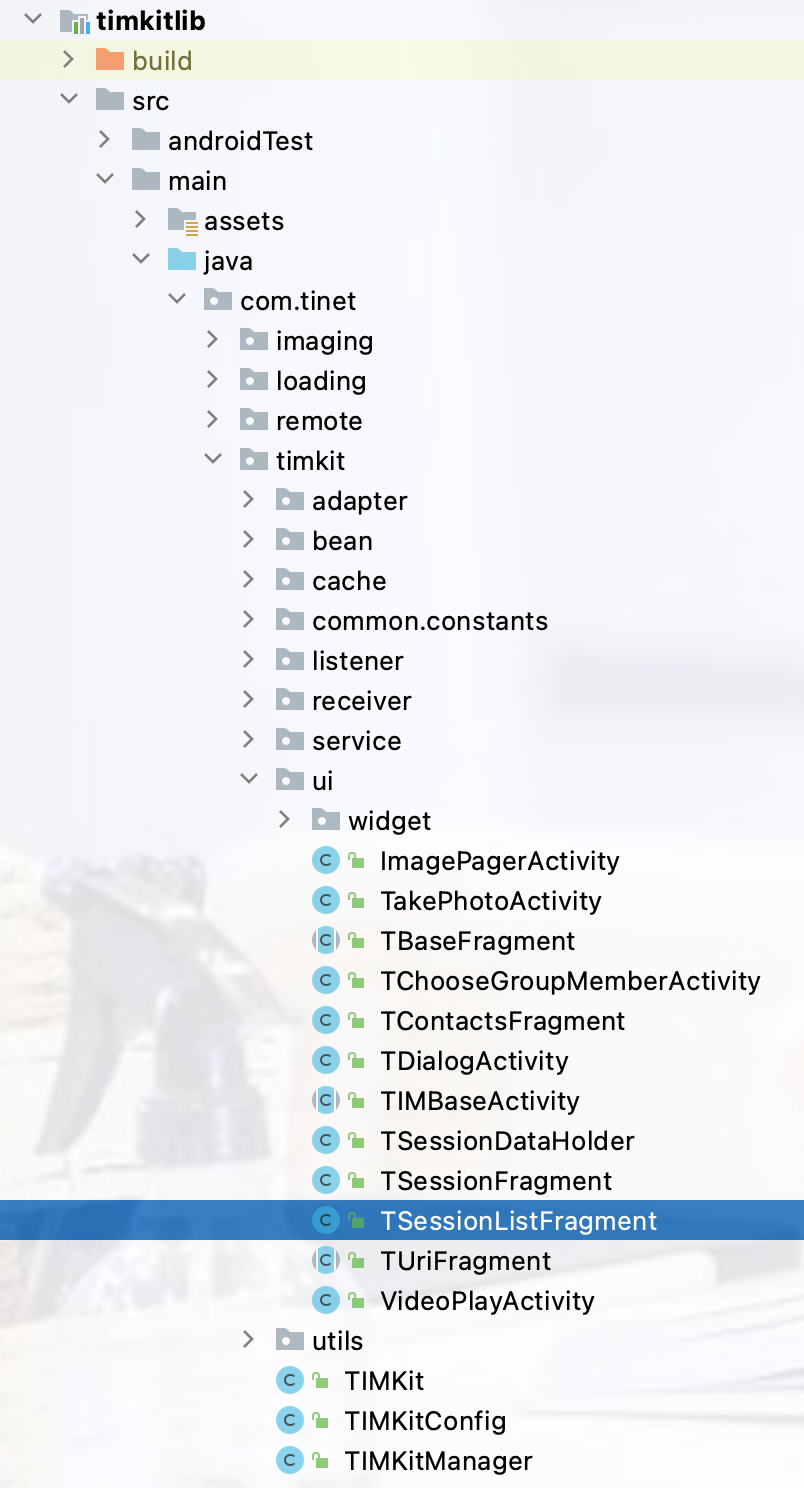 timkitlib
build
src
androidTest
main
assets
java
com.tinet
imaging
loading
remote
timkit
adapter
bean
cache
common.constants
listener
receiver
service
ui
widget
C ImagePagerActivity
C TakePhotoActivity
C TBaseFragment
C TChooseGroupMemberActivity
C TContactsFragment
C TDialogActivity
C TIMBaseActivity
C TSessionDataHolder
C TSessionFragment
C TSessionListFragment
C TUriFragment
C VideoPlayActivity
utils
C TIMKit
C TIMKitConfig
C TIMKitManager